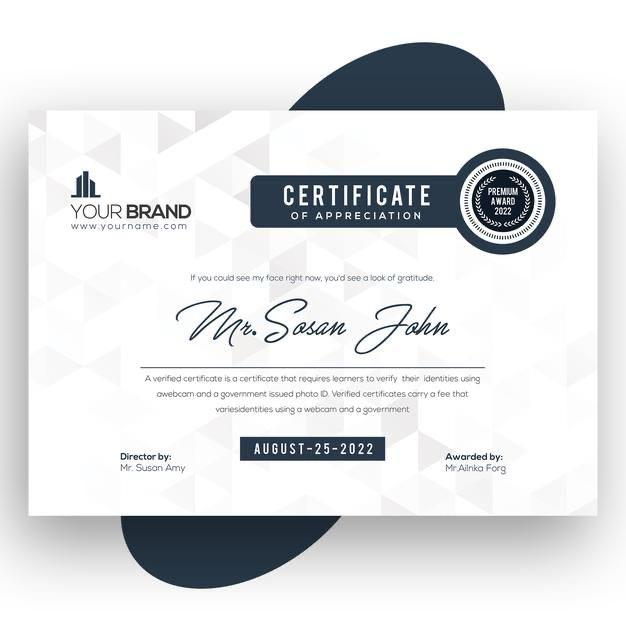 YOUR BRAND
www.yourname.com
CERTIFICATE
OF APPRECIATION
PREMIUM
AWARD
2022
If you could see my face right now, you'd see a look of gratitude.
Mr. Sosan John
A verified certificate is a certificate that requires learners to verify their identities using
awebcam and a government issued photo ID. Verified certificates carry a fee that
variesidentities using a webcam and a government
AUGUST-25-2022
Director by:
Mr. Susan Amy
Awarded by:
Mr.Ailnka Forg